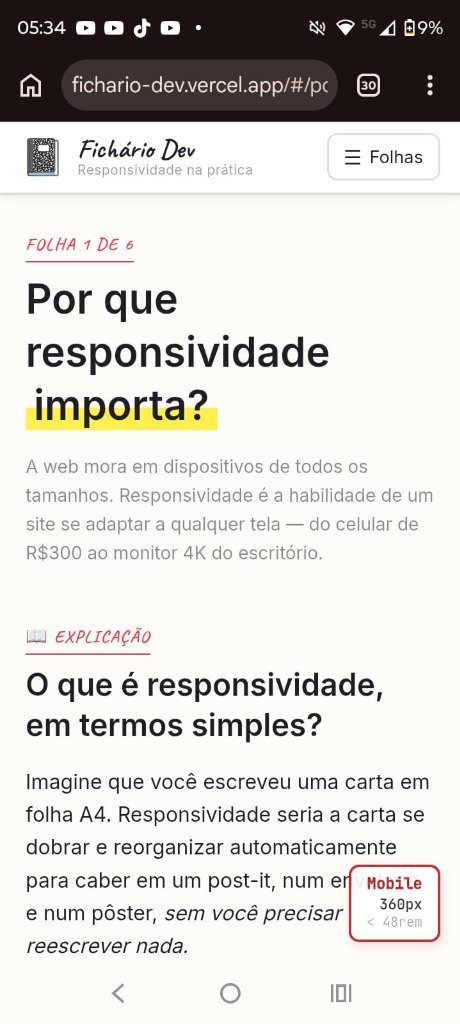 05:34
5G
9%
fichario-dev.vercel.app/#/po
30
Fichário Dev
Responsividade na prática
☰ Folhas
FOLHA 1 DE 6
Por que
responsividade
importa?
A web mora em dispositivos de todos os
tamanhos. Responsividade é a habilidade de um
site se adaptar a qualquer tela — do celular de
R$300 ao monitor 4K do escritório.
📖 EXPLICAÇÃO
O que é responsividade,
em termos simples?
Imagine que você escreveu uma carta em
folha A4. Responsividade seria a carta se
dobrar e reorganizar automaticamente
para caber em um post-it, num
e num pôster, sem você precisar
reescrever nada.
Mobile
360px
< 48rem